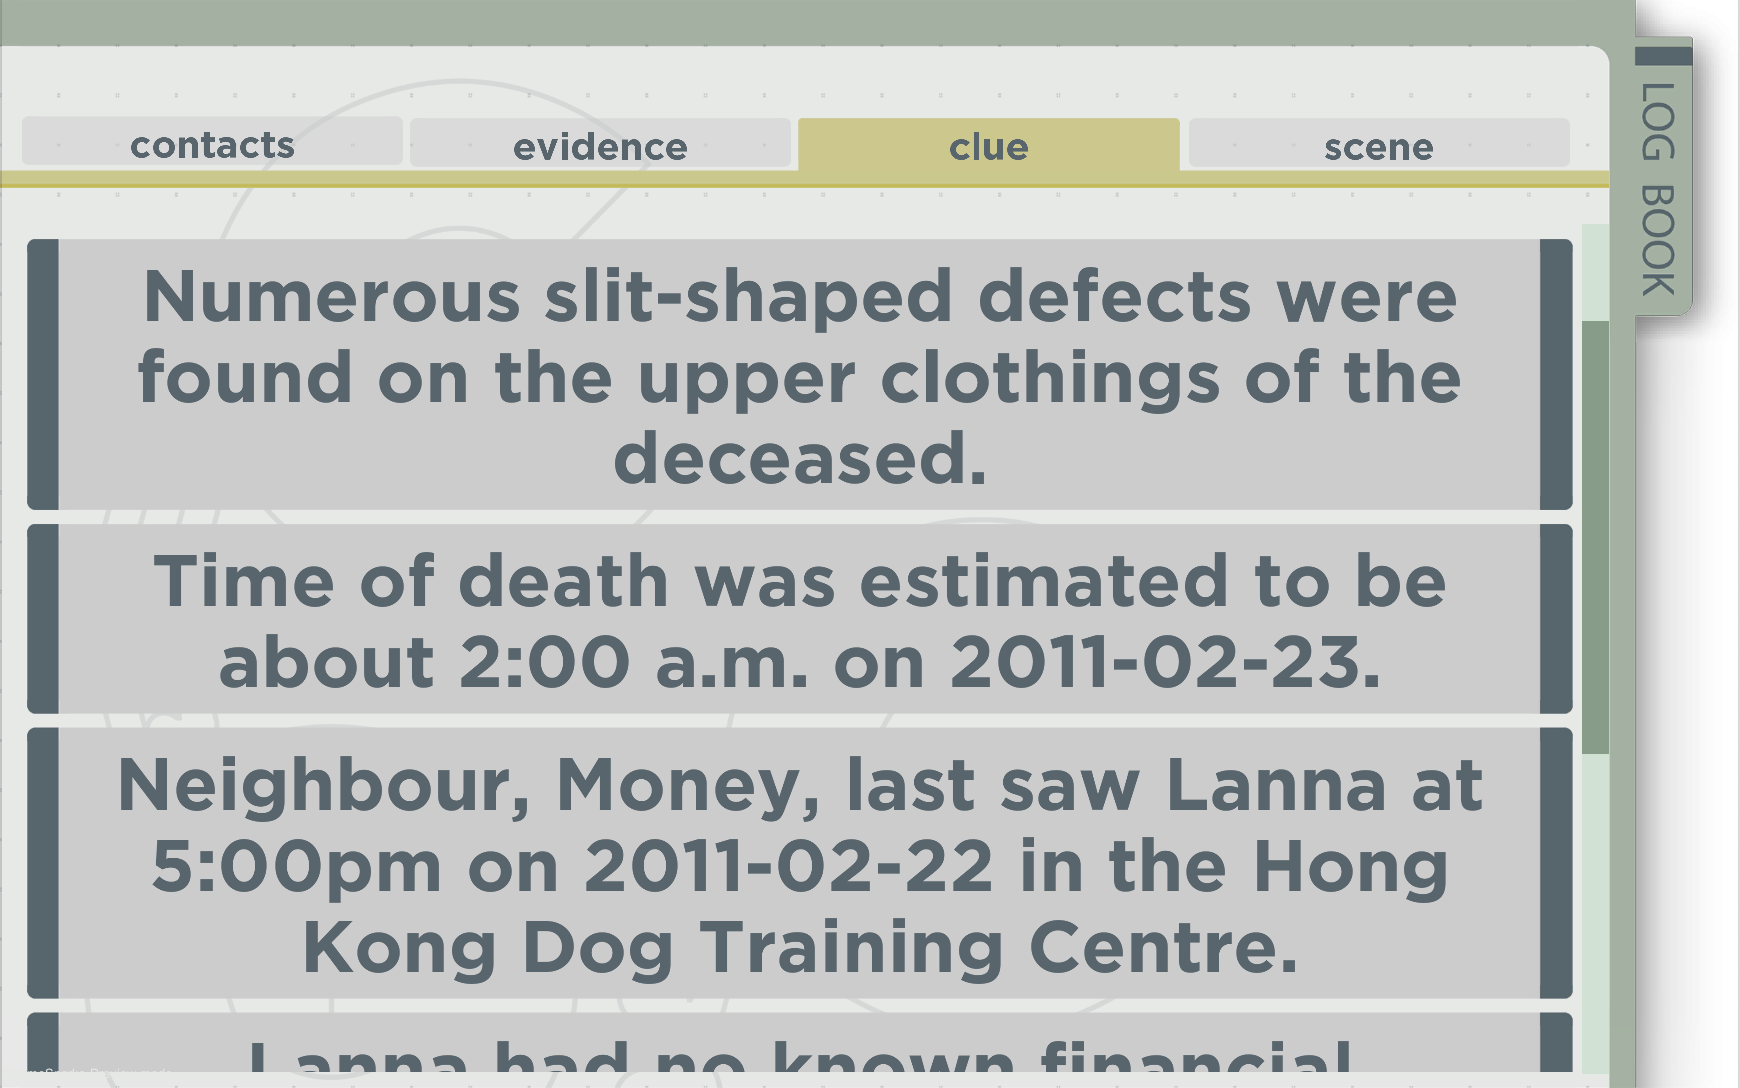 contacts
evidence
clue
scene
LOG BOOK
Numerous slit-shaped defects were
found on the upper clothings of the
deceased.
Time of death was estimated to be
about 2:00 a.m. on 2011-02-23.
Neighbour, Money, last saw Lanna at
5:00pm on 2011-02-22 in the Hong
Kong Dog Training Centre.
Lanna had no known financial